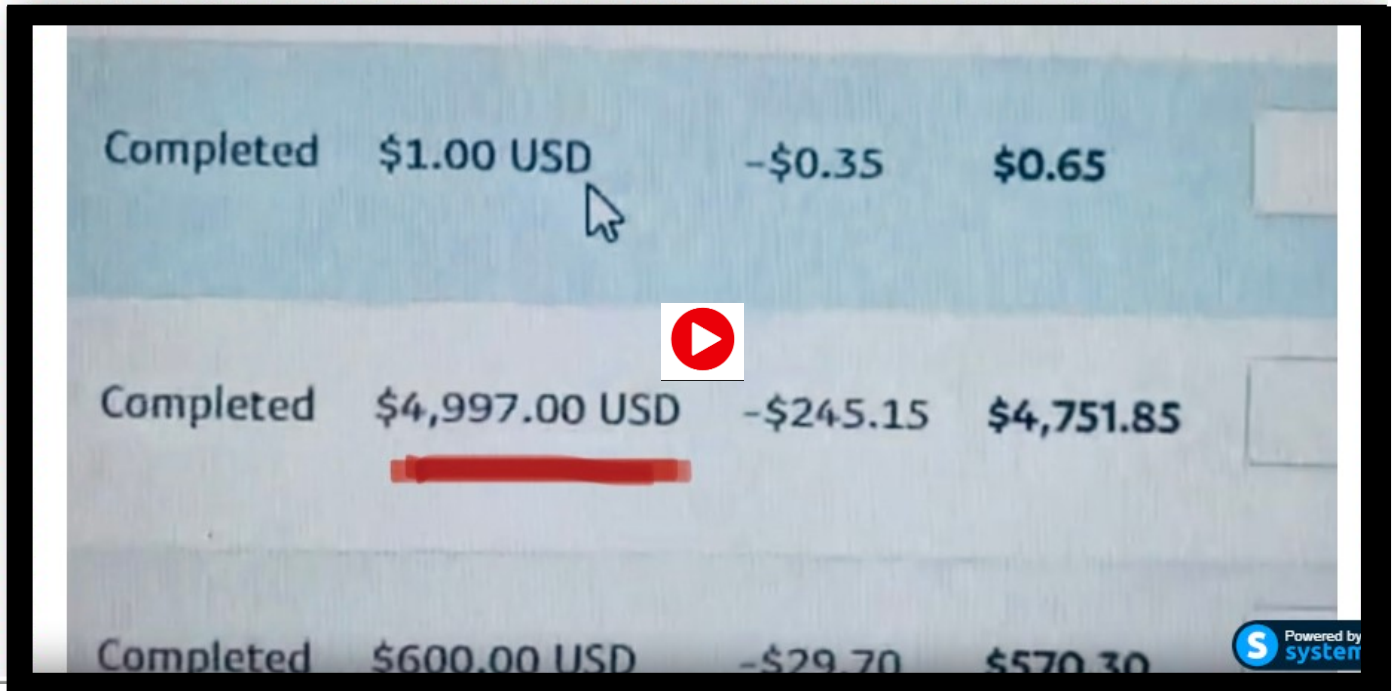 Completed $1.00 USD -$0.35 $0.65
Completed $4,997.00 USD -$245.15 $4,751.85
Completed $600.00 USD -$29.70 $570.30
Powered by
system